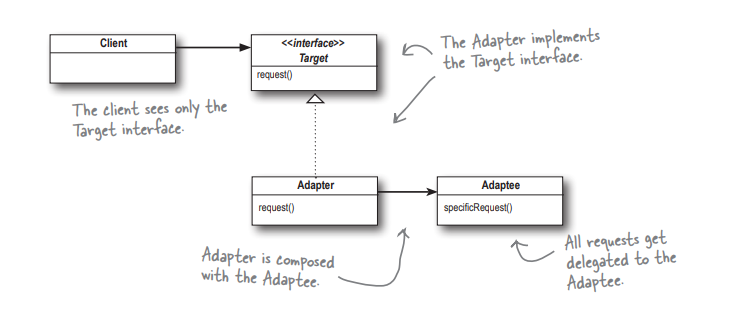 Client
<<interface>>
Target
request()
The Adapter implements
the Target interface.
The client sees only the
Target interface.
Adapter
request()
Adaptee
specificRequest()
Adapter is composed
with the Adaptee.
All requests get
delegated to the
Adaptee.